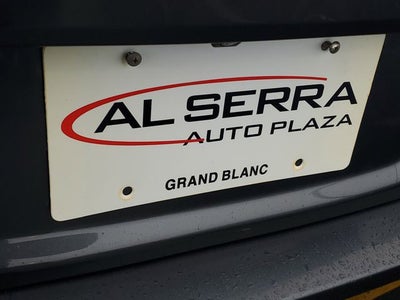 AL SERRA
AUTO PLAZA
GRAND BLANC